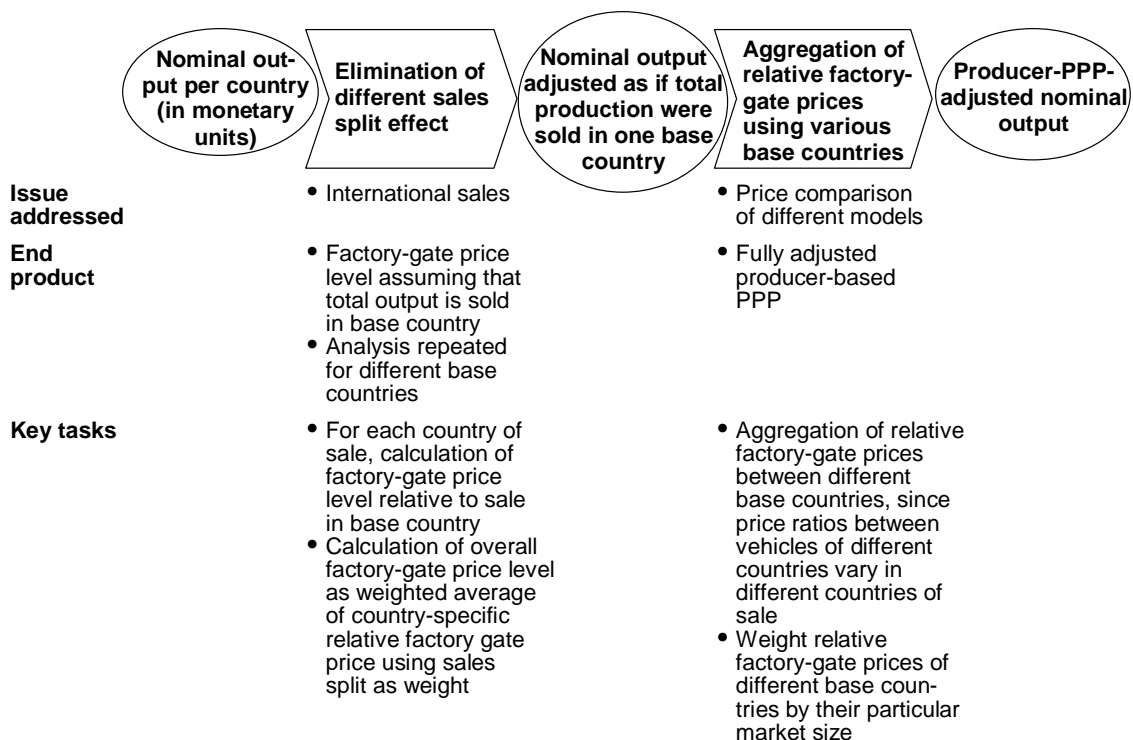 Nominal out-
put per country
(in monetary
units)
Elimination of
different sales
split effect
Nominal output
adjusted as if total
production were
sold in one base
country
Aggregation of
relative factory-
gate prices
using various
base countries
Producer-PPP-
adjusted nominal
output
Issue
addressed
• International sales
• Price comparison
of different models
End
product
• Factory-gate price
level assuming that
total output is sold
in base country
• Analysis repeated
for different base
countries
• Fully adjusted
producer-based
PPP
Key tasks
• For each country of
sale, calculation of
factory-gate price
level relative to sale
in base country
• Calculation of overall
factory-gate price level
as weighted average
of country-specific
relative factory gate
price using sales
split as weight
• Aggregation of relative
factory-gate prices
between different
base countries, since
price ratios between
vehicles of different
countries vary in
different countries of
sale
• Weight relative
factory-gate prices of
different base coun-
tries by their particular
market size